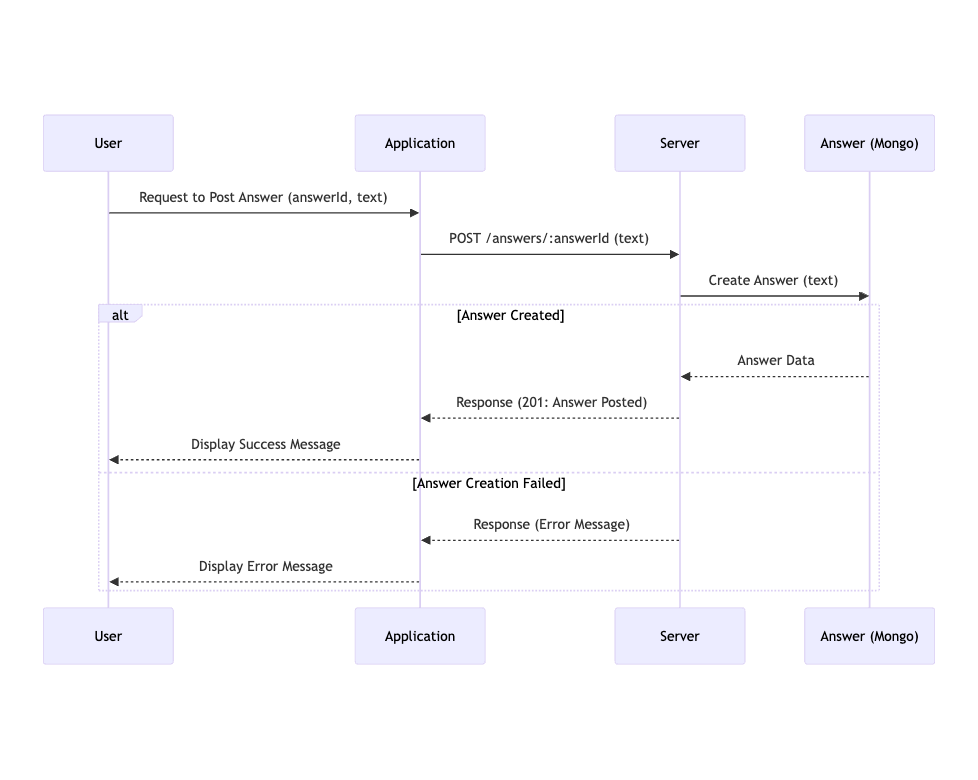 User
Application
Server
Answer (Mongo)
Request to Post Answer (answerId, text)
POST /answers/:answerId (text)
Create Answer (text)
alt
[Answer Created]
Answer Data
Response (201: Answer Posted)
Display Success Message
[Answer Creation Failed]
Response (Error Message)
Display Error Message
User
Application
Server
Answer (Mongo)